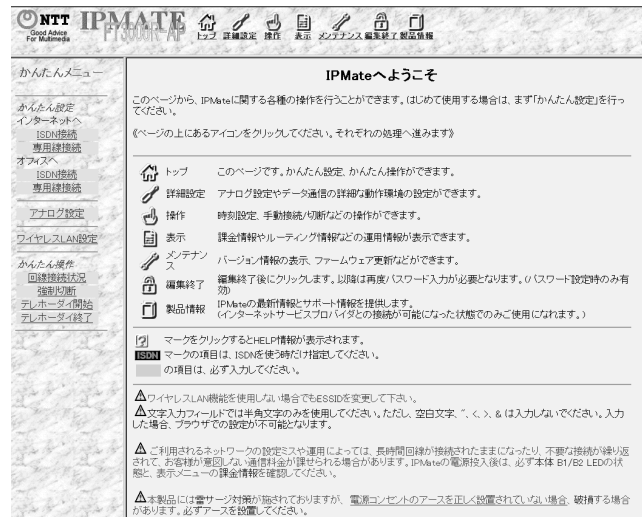 NTT
Good Advice
For Multimedia
IPMATE
FT5000R-AP
トップ 詳細設定 操作 表示 メンテナンス 編集終了 製品情報
かんたんメニュー
かんたん設定
インターネットへ
ISDN接続
専用線接続
オフィスへ
ISDN接続
専用線接続
アナログ設定
ワイヤレスLAN設定
かんたん操作
回線接続状況
強制切断
テレホーダイ開始
テレホーダイ終了
IPMateへようこそ
このページから、IPMateに関する各種の操作を行うことができます。はじめて使用する場合は、まず「かんたん設定」を行っ
てください。
《ページの上にあるアイコンをクリックしてください。それぞれの処理へ進みます》
トップ このページです。かんたん設定、かんたん操作ができます。
詳細設定 アナログ設定やデータ通信の詳細な動作環境の設定ができます。
操作 時刻設定、手動接続/切断などの操作ができます。
表示 課金情報やルーティング情報などの運用情報が表示できます。
メンテナン
ス バージョン情報の表示、ファームウェア更新などができます。
編集終了 編集終了後にクリックします。以降は再度パスワード入力が必要となります。(パスワード設定時のみ有
効)
製品情報 IPMateの最新情報とサポート情報を提供します。
(インターネットサービスプロバイダとの接続が可能になった状態でのみご使用になれます。)
? マークをクリックするとHELP情報が表示されます。
ISDN マークの項目は、ISDNを使う時だけ指定してください。
の項目は、必ず入力してください。
ワイヤレスLAN機能を使用しない場合でもESSIDを変更して下さい。
文字入力フィールドでは半角文字のみを使用してください。ただし、空白文字、"、<、>、& は入力しないでください。入力
した場合、ブラウザでの設定が不可能となります。
ご利用されるネットワークの設定ミスや運用によっては、長時間回線が接続されたままになったり、不要な接続が繰り返
されて、お客様が意図しない通信料金が課せられる場合があります。IPMateの電源投入後は、必ず本体 B1/B2 LEDの状
態と、表示メニューの課金情報を確認してください。
本製品には雷サージ対策が施されておりますが、電源コンセントのアースを正しく設置されていない場合、破損する場合
があります。必ずアースを設置してください。